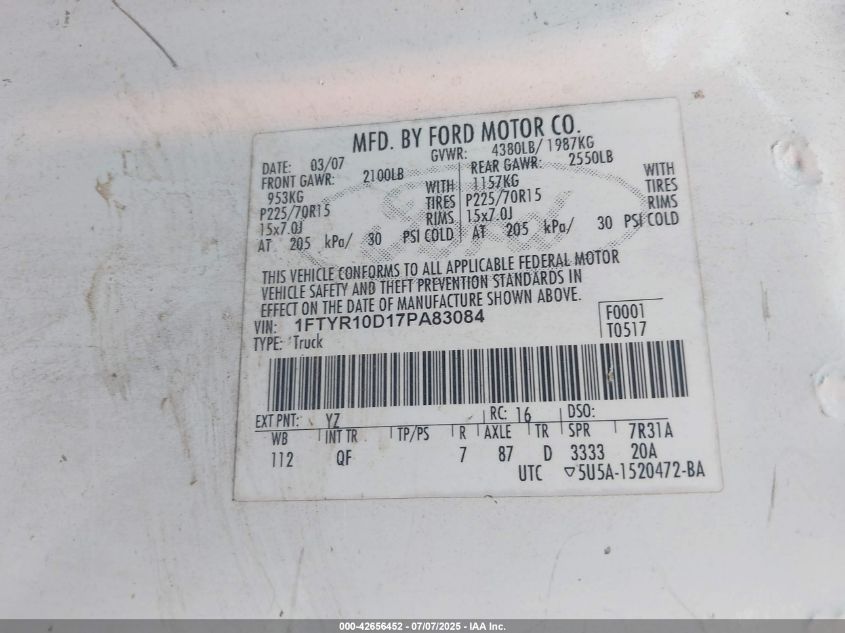 MFD. BY FORD MOTOR CO.
DATE: 03/07 GVWR: 4380LB/ 1987KG
FRONT GAWR: 2100LB REAR GAWR: 2550LB
953KG WITH 1157KG WITH
P225/70R15 TIRES P225/70R15 TIRES
15x7.0J RIMS 15x7.0J RIMS
AT 205 kPa/ 30 PSI COLD AT 205 kPa/ 30 PSI COLD
THIS VEHICLE CONFORMS TO ALL APPLICABLE FEDERAL MOTOR
VEHICLE SAFETY AND THEFT PREVENTION STANDARDS IN
EFFECT ON THE DATE OF MANUFACTURE SHOWN ABOVE.
VIN: 1FTYR10D17PA83084 F0001
TYPE: Truck T0517
EXT PNT: YZ RC: 16 DSO:
WB INT TR TP/PS R AXLE TR SPR 7R31A
112 QF 7 87 D 3333 20A
UTC ▽5U5A-1520472-BA
000-42656452 - 07/07/2025 - IAA Inc.